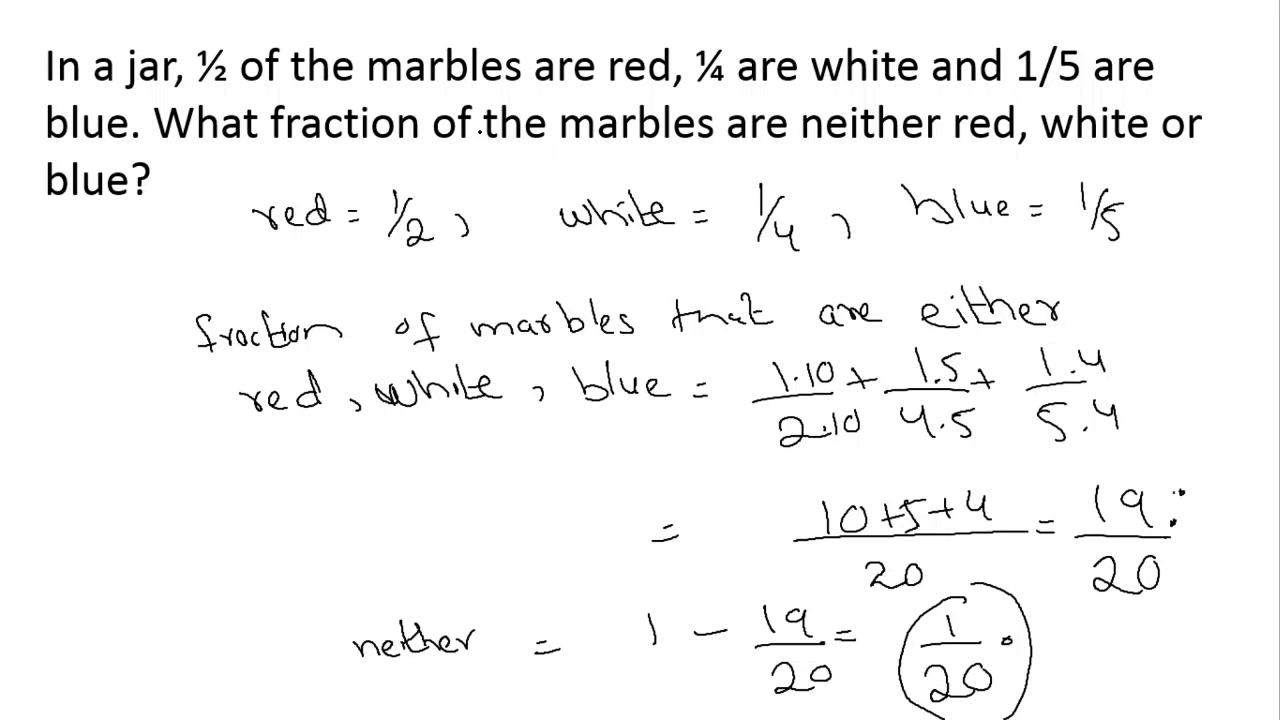 In a jar, ½ of the marbles are red, ¼ are white and 1/5 are
blue. What fraction of the marbles are neither red, white or
blue?
red = 1/2 , white = 1/4 , blue = 1/5
fraction of marbles that are either
red, white, blue = 1.10/2.10 + 1.5/4.5 + 1.4/5.4
= 10+5+4/20 = 19/20
nether = 1 - 19/20 = 1/20 .